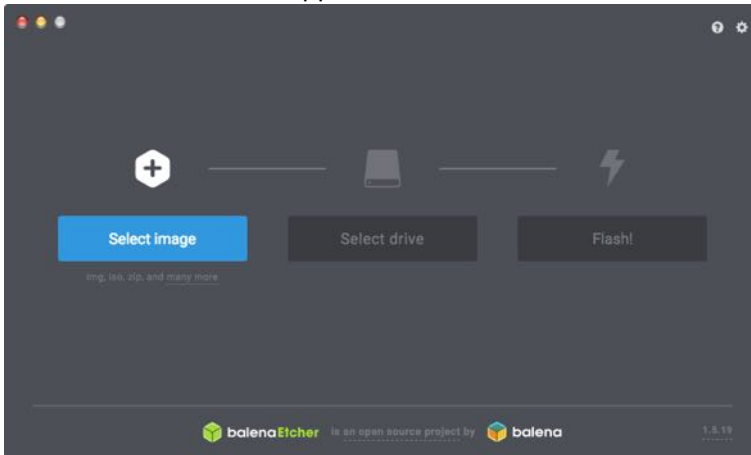 Select image
Select drive
Flash!
img, iso, zip, and many more
balenaEtcher is an open source project by balena
1.5.19